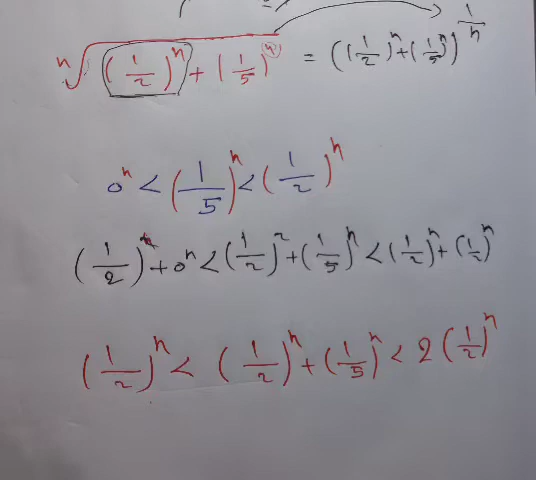 ⁿ√((1/2)ⁿ + (1/5)ⁿ) = ((1/2)ⁿ + (1/5)ⁿ)^(1/n)
0ⁿ < (1/5)ⁿ < (1/2)ⁿ
(1/2)ⁿ + 0ⁿ < (1/2)² + (1/5)ⁿ < (1/2)ⁿ + (1/2)ⁿ
(1/2)ⁿ < (1/2)ⁿ + (1/5)ⁿ < 2(1/2)ⁿ